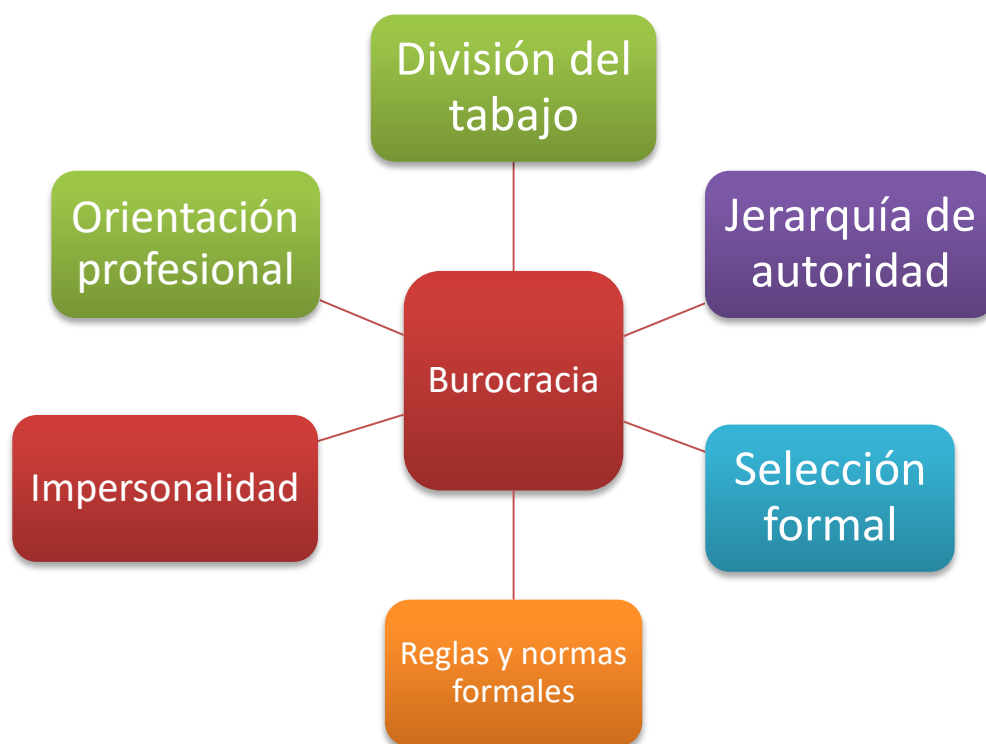 División del
tabajo
Orientación
profesional
Jerarquía de
autoridad
Burocracia
Impersonalidad
Selección
formal
Reglas y normas
formales